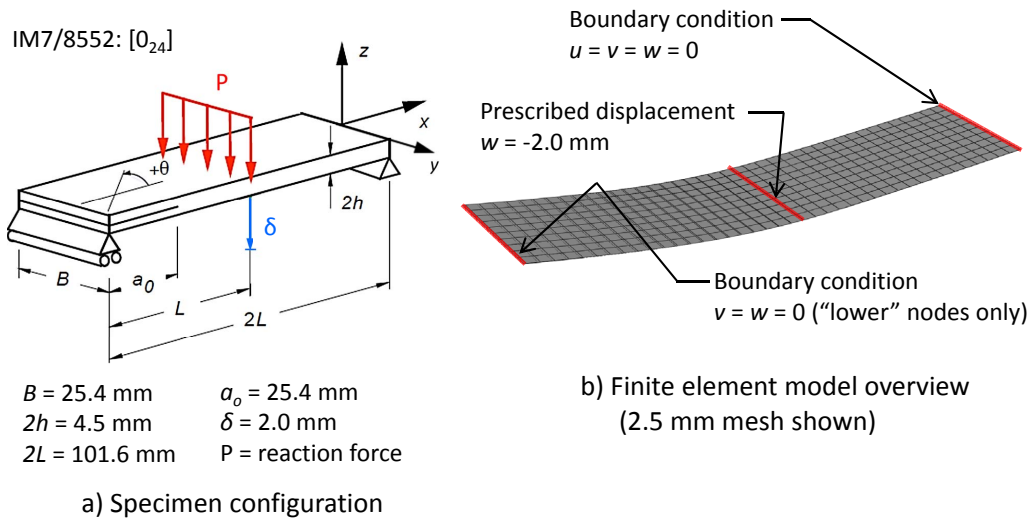 IM7/8552: [0₂₄]
P
z
x
y
+θ
2h
δ
B
a₀
L
2L
B = 25.4 mm
aₒ = 25.4 mm
2h = 4.5 mm
δ = 2.0 mm
2L = 101.6 mm
P = reaction force
a) Specimen configuration
Boundary condition
u = v = w = 0
Prescribed displacement
w = -2.0 mm
Boundary condition
v = w = 0 (“lower” nodes only)
b) Finite element model overview
(2.5 mm mesh shown)